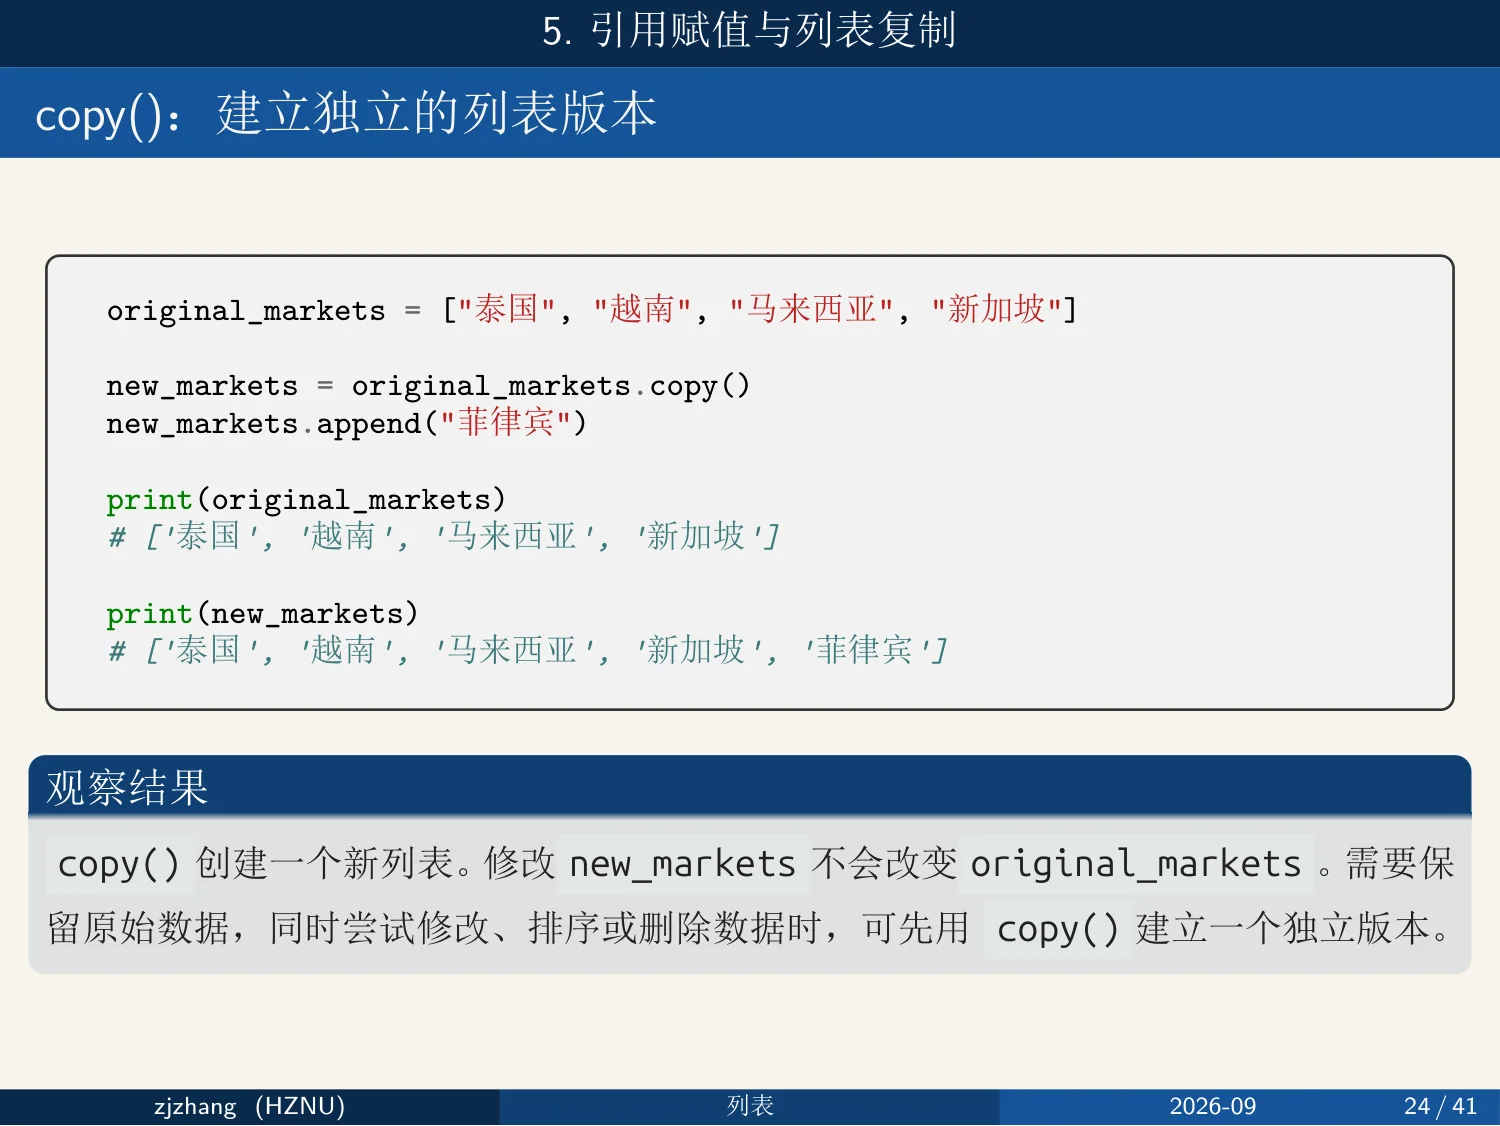 5. 引用赋值与列表复制
copy()：建立独立的列表版本
original_markets = ["泰国", "越南", "马来西亚", "新加坡"]
new_markets = original_markets.copy()
new_markets.append("菲律宾")
print(original_markets)
# ['泰国', '越南', '马来西亚', '新加坡']
print(new_markets)
# ['泰国', '越南', '马来西亚', '新加坡', '菲律宾']
观察结果
copy() 创建一个新列表。修改 new_markets 不会改变 original_markets 。需要保
留原始数据，同时尝试修改、排序或删除数据时，可先用 copy() 建立一个独立版本。
zjzhang (HZNU) 列表 2026-09 24 / 41